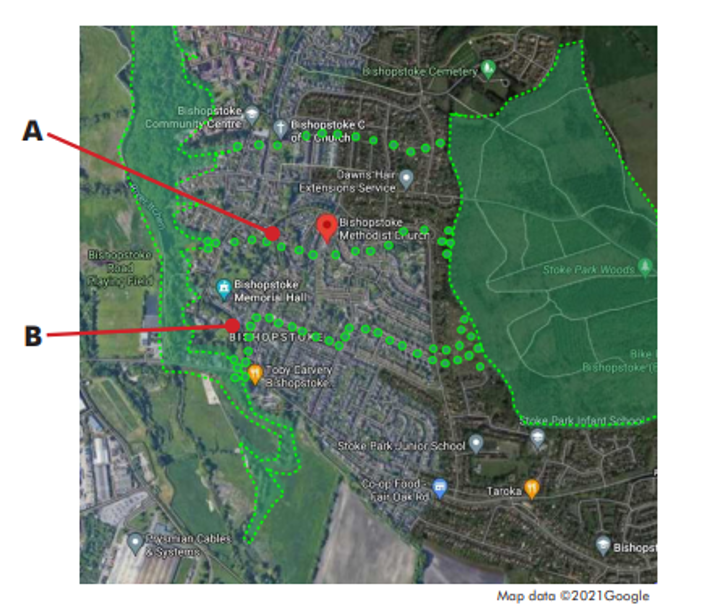 Bishopstoke Cemetery
Bishopstoke
Community Centre
Bishopstoke C
of E Church
A
Dawns Hair
Extensions Service
Bishopstoke
Methodist Church
Bishopstoke
Road
Playing Field
Stoke Park Woods
Bishopstoke
Memorial Hall
B
BISHOPSTOKE
Bike
Bishopstoke
Toby Carvery
Bishopstoke...
Stoke Park Infant School
Stoke Park Junior School
Co-op Food -
Fair Oak Rd
Taroka
Prysmian Cables
& Systems
Bishopst
Map data ©2021Google